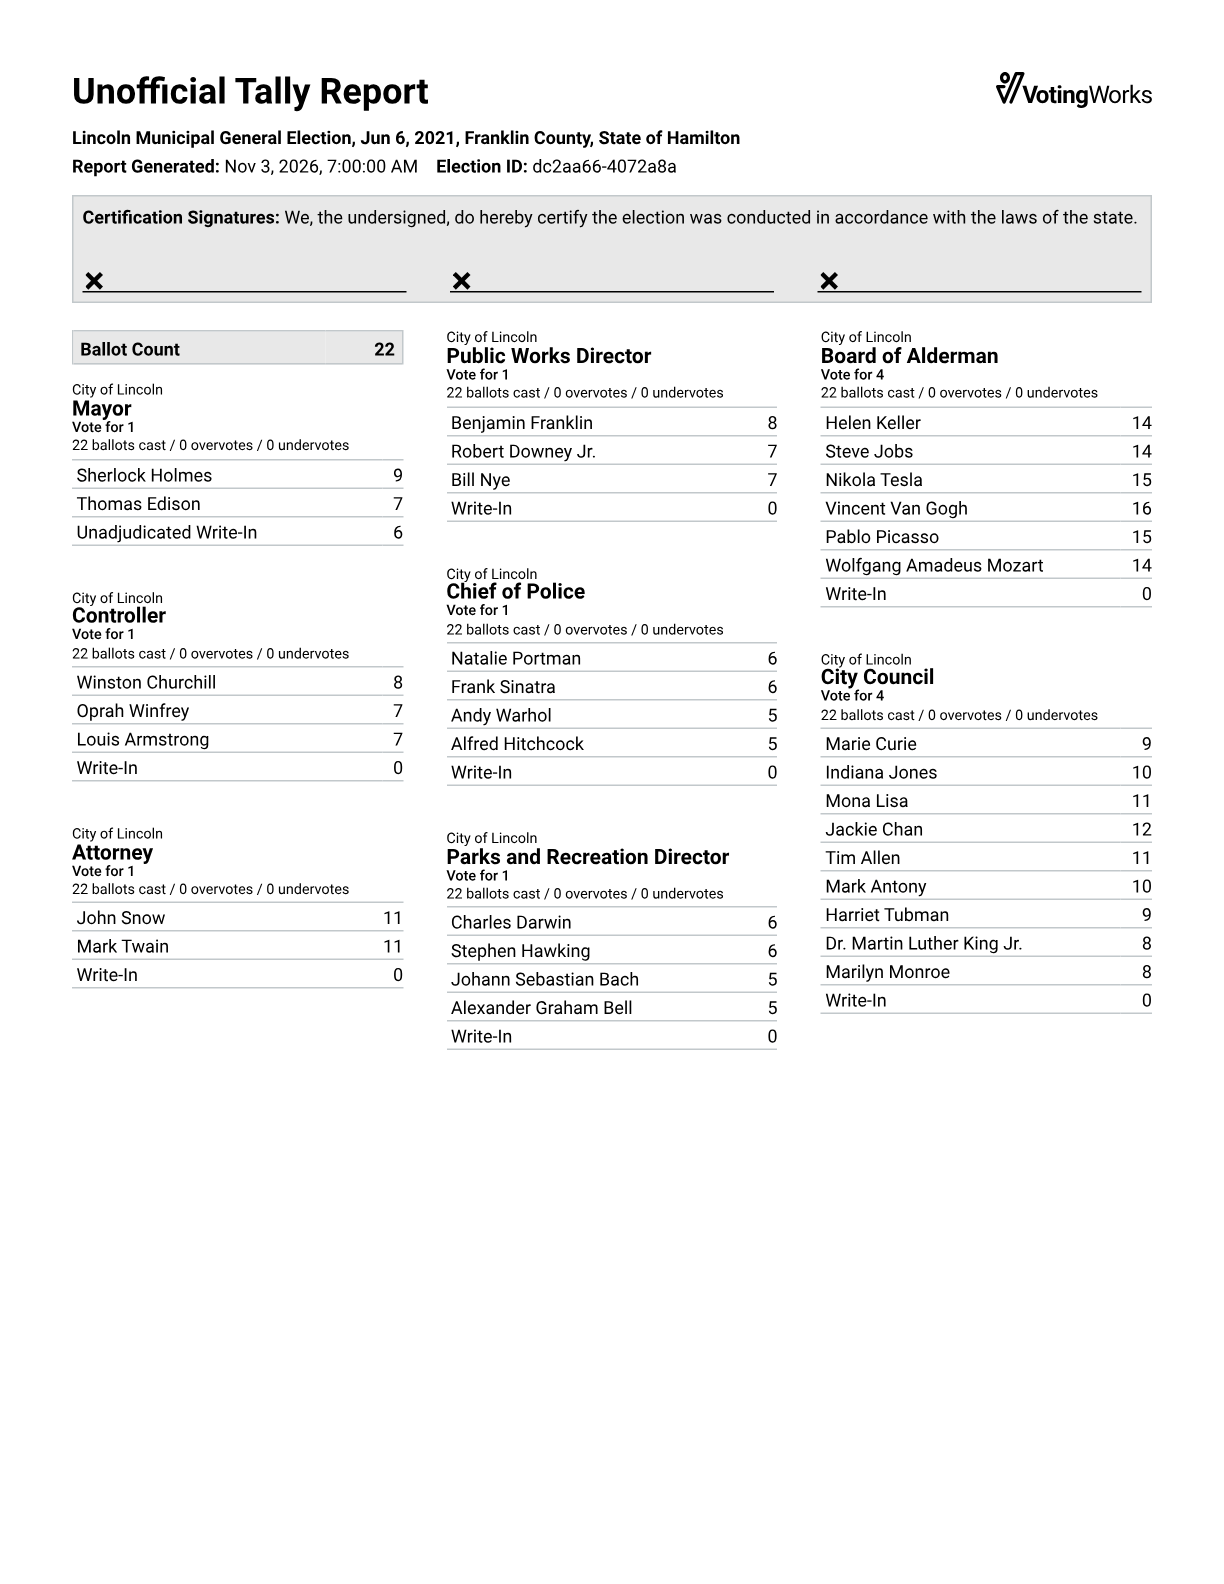 Unofficial Tally Report
VotingWorks
Lincoln Municipal General Election, Jun 6, 2021, Franklin County, State of Hamilton
Report Generated: Nov 3, 2026, 7:00:00 AM Election ID: dc2aa66-4072a8a
Certification Signatures: We, the undersigned, do hereby certify the election was conducted in accordance with the laws of the state.
Ballot Count 22
City of Lincoln
Mayor
Vote for 1
22 ballots cast / 0 overvotes / 0 undervotes
Sherlock Holmes 9
Thomas Edison 7
Unadjudicated Write-In 6
City of Lincoln
Controller
Vote for 1
22 ballots cast / 0 overvotes / 0 undervotes
Winston Churchill 8
Oprah Winfrey 7
Louis Armstrong 7
Write-In 0
City of Lincoln
Attorney
Vote for 1
22 ballots cast / 0 overvotes / 0 undervotes
John Snow 11
Mark Twain 11
Write-In 0
City of Lincoln
Public Works Director
Vote for 1
22 ballots cast / 0 overvotes / 0 undervotes
Benjamin Franklin 8
Robert Downey Jr. 7
Bill Nye 7
Write-In 0
City of Lincoln
Chief of Police
Vote for 1
22 ballots cast / 0 overvotes / 0 undervotes
Natalie Portman 6
Frank Sinatra 6
Andy Warhol 5
Alfred Hitchcock 5
Write-In 0
City of Lincoln
Parks and Recreation Director
Vote for 1
22 ballots cast / 0 overvotes / 0 undervotes
Charles Darwin 6
Stephen Hawking 6
Johann Sebastian Bach 5
Alexander Graham Bell 5
Write-In 0
City of Lincoln
Board of Alderman
Vote for 4
22 ballots cast / 0 overvotes / 0 undervotes
Helen Keller 14
Steve Jobs 14
Nikola Tesla 15
Vincent Van Gogh 16
Pablo Picasso 15
Wolfgang Amadeus Mozart 14
Write-In 0
City of Lincoln
City Council
Vote for 4
22 ballots cast / 0 overvotes / 0 undervotes
Marie Curie 9
Indiana Jones 10
Mona Lisa 11
Jackie Chan 12
Tim Allen 11
Mark Antony 10
Harriet Tubman 9
Dr. Martin Luther King Jr. 8
Marilyn Monroe 8
Write-In 0